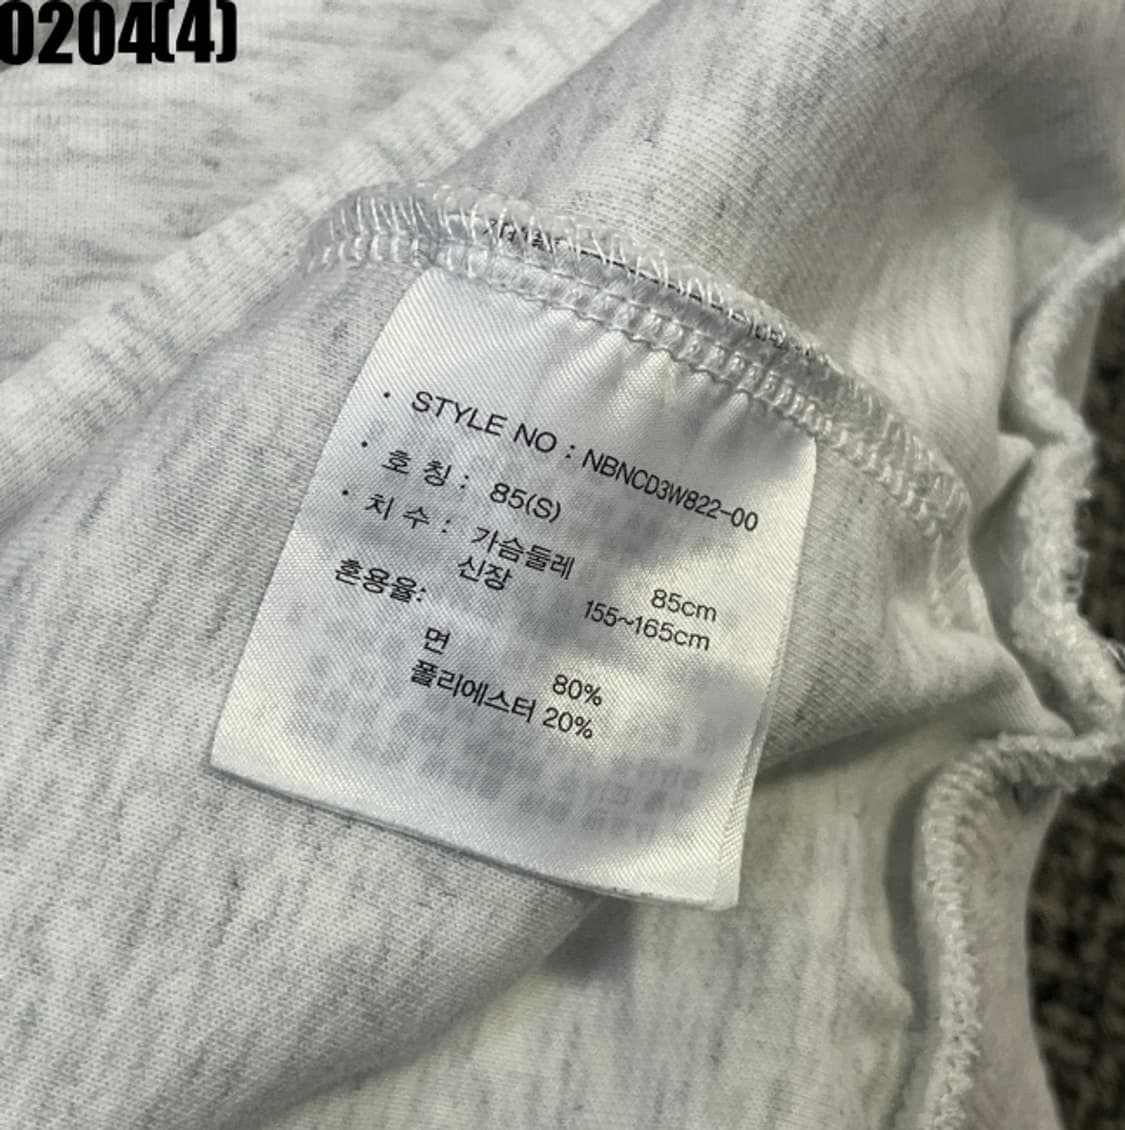 0204(4)
· STYLE NO : NBNCD3W822-00
· 호 칭 : 85(S)
· 치 수 : 가슴둘레 85cm
신장 155~165cm
혼용율:
면 80%
폴리에스터 20%